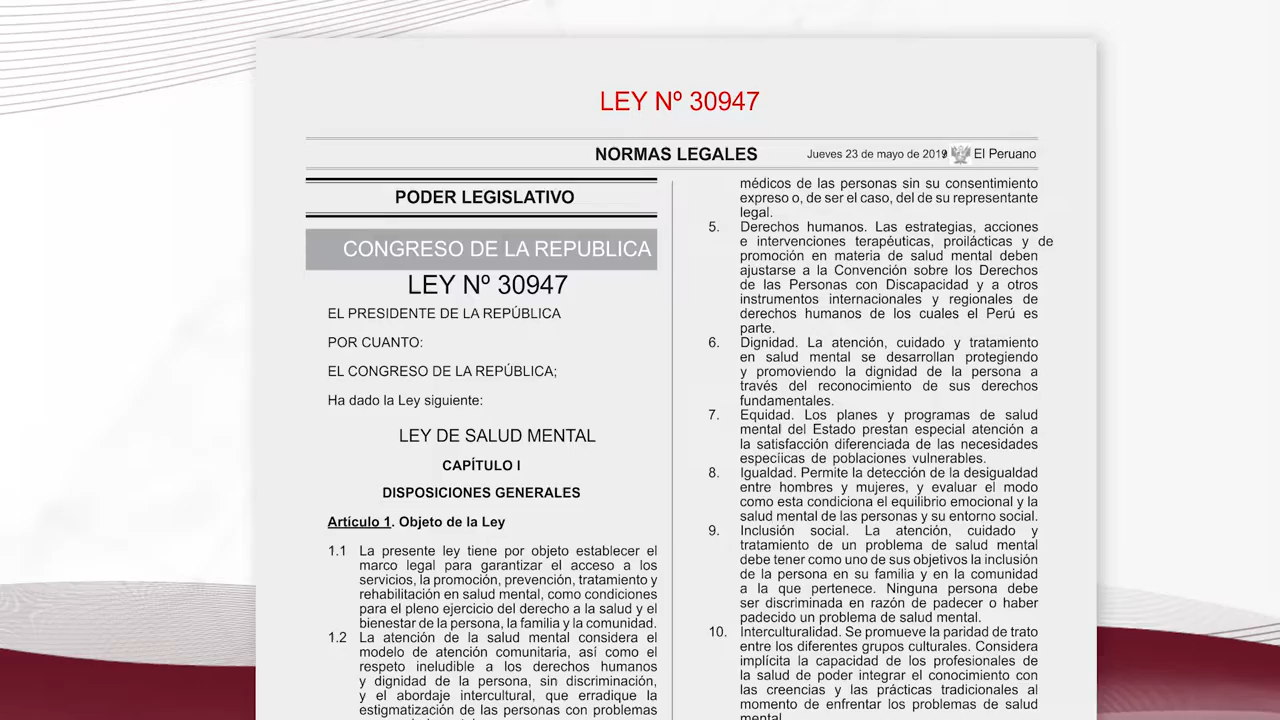 LEY Nº 30947
NORMAS LEGALES
Jueves 23 de mayo de 2019
El Peruano
PODER LEGISLATIVO
CONGRESO DE LA REPUBLICA
LEY Nº 30947
EL PRESIDENTE DE LA REPÚBLICA
POR CUANTO:
EL CONGRESO DE LA REPÚBLICA;
Ha dado la Ley siguiente:
LEY DE SALUD MENTAL
CAPÍTULO I
DISPOSICIONES GENERALES
Artículo 1. Objeto de la Ley
1.1 La presente ley tiene por objeto establecer el
marco legal para garantizar el acceso a los
servicios, la promoción, prevención, tratamiento y
rehabilitación en salud mental, como condiciones
para el pleno ejercicio del derecho a la salud y el
bienestar de la persona, la familia y la comunidad.
1.2 La atención de la salud mental considera el
modelo de atención comunitaria, así como el
respeto ineludible a los derechos humanos
y dignidad de la persona, sin discriminación,
y el abordaje intercultural, que erradique la
estigmatización de las personas con problemas
médicos de las personas sin su consentimiento
expreso o, de ser el caso, del de su representante
legal.
5. Derechos humanos. Las estrategias, acciones
e intervenciones terapéuticas, proilácticas y de
promoción en materia de salud mental deben
ajustarse a la Convención sobre los Derechos
de las Personas con Discapacidad y a otros
instrumentos internacionales y regionales de
derechos humanos de los cuales el Perú es
parte.
6. Dignidad. La atención, cuidado y tratamiento
en salud mental se desarrollan protegiendo
y promoviendo la dignidad de la persona a
través del reconocimiento de sus derechos
fundamentales.
7. Equidad. Los planes y programas de salud
mental del Estado prestan especial atención a
la satisfacción diferenciada de las necesidades
especíicas de poblaciones vulnerables.
8. Igualdad. Permite la detección de la desigualdad
entre hombres y mujeres, y evaluar el modo
como esta condiciona el equilibrio emocional y la
salud mental de las personas y su entorno social.
9. Inclusión social. La atención, cuidado y
tratamiento de un problema de salud mental
debe tener como uno de sus objetivos la inclusión
de la persona en su familia y en la comunidad
a la que pertenece. Ninguna persona debe
ser discriminada en razón de padecer o haber
padecido un problema de salud mental.
10. Interculturalidad. Se promueve la paridad de trato
entre los diferentes grupos culturales. Considera
implícita la capacidad de los profesionales de
la salud de poder integrar el conocimiento con
las creencias y las prácticas tradicionales al
momento de enfrentar los problemas de salud
mental.